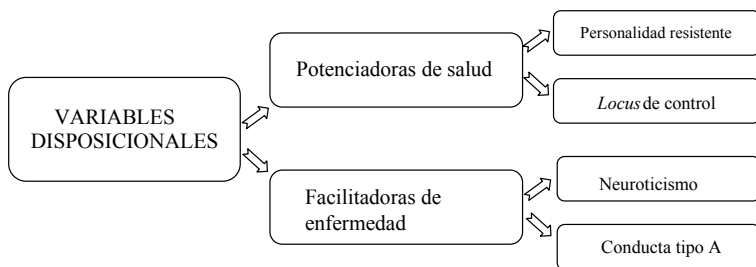 VARIABLES
DISPOSICIONALES
Potenciadoras de salud
Personalidad resistente
Locus de control
Facilitadoras de
enfermedad
Neuroticismo
Conducta tipo A